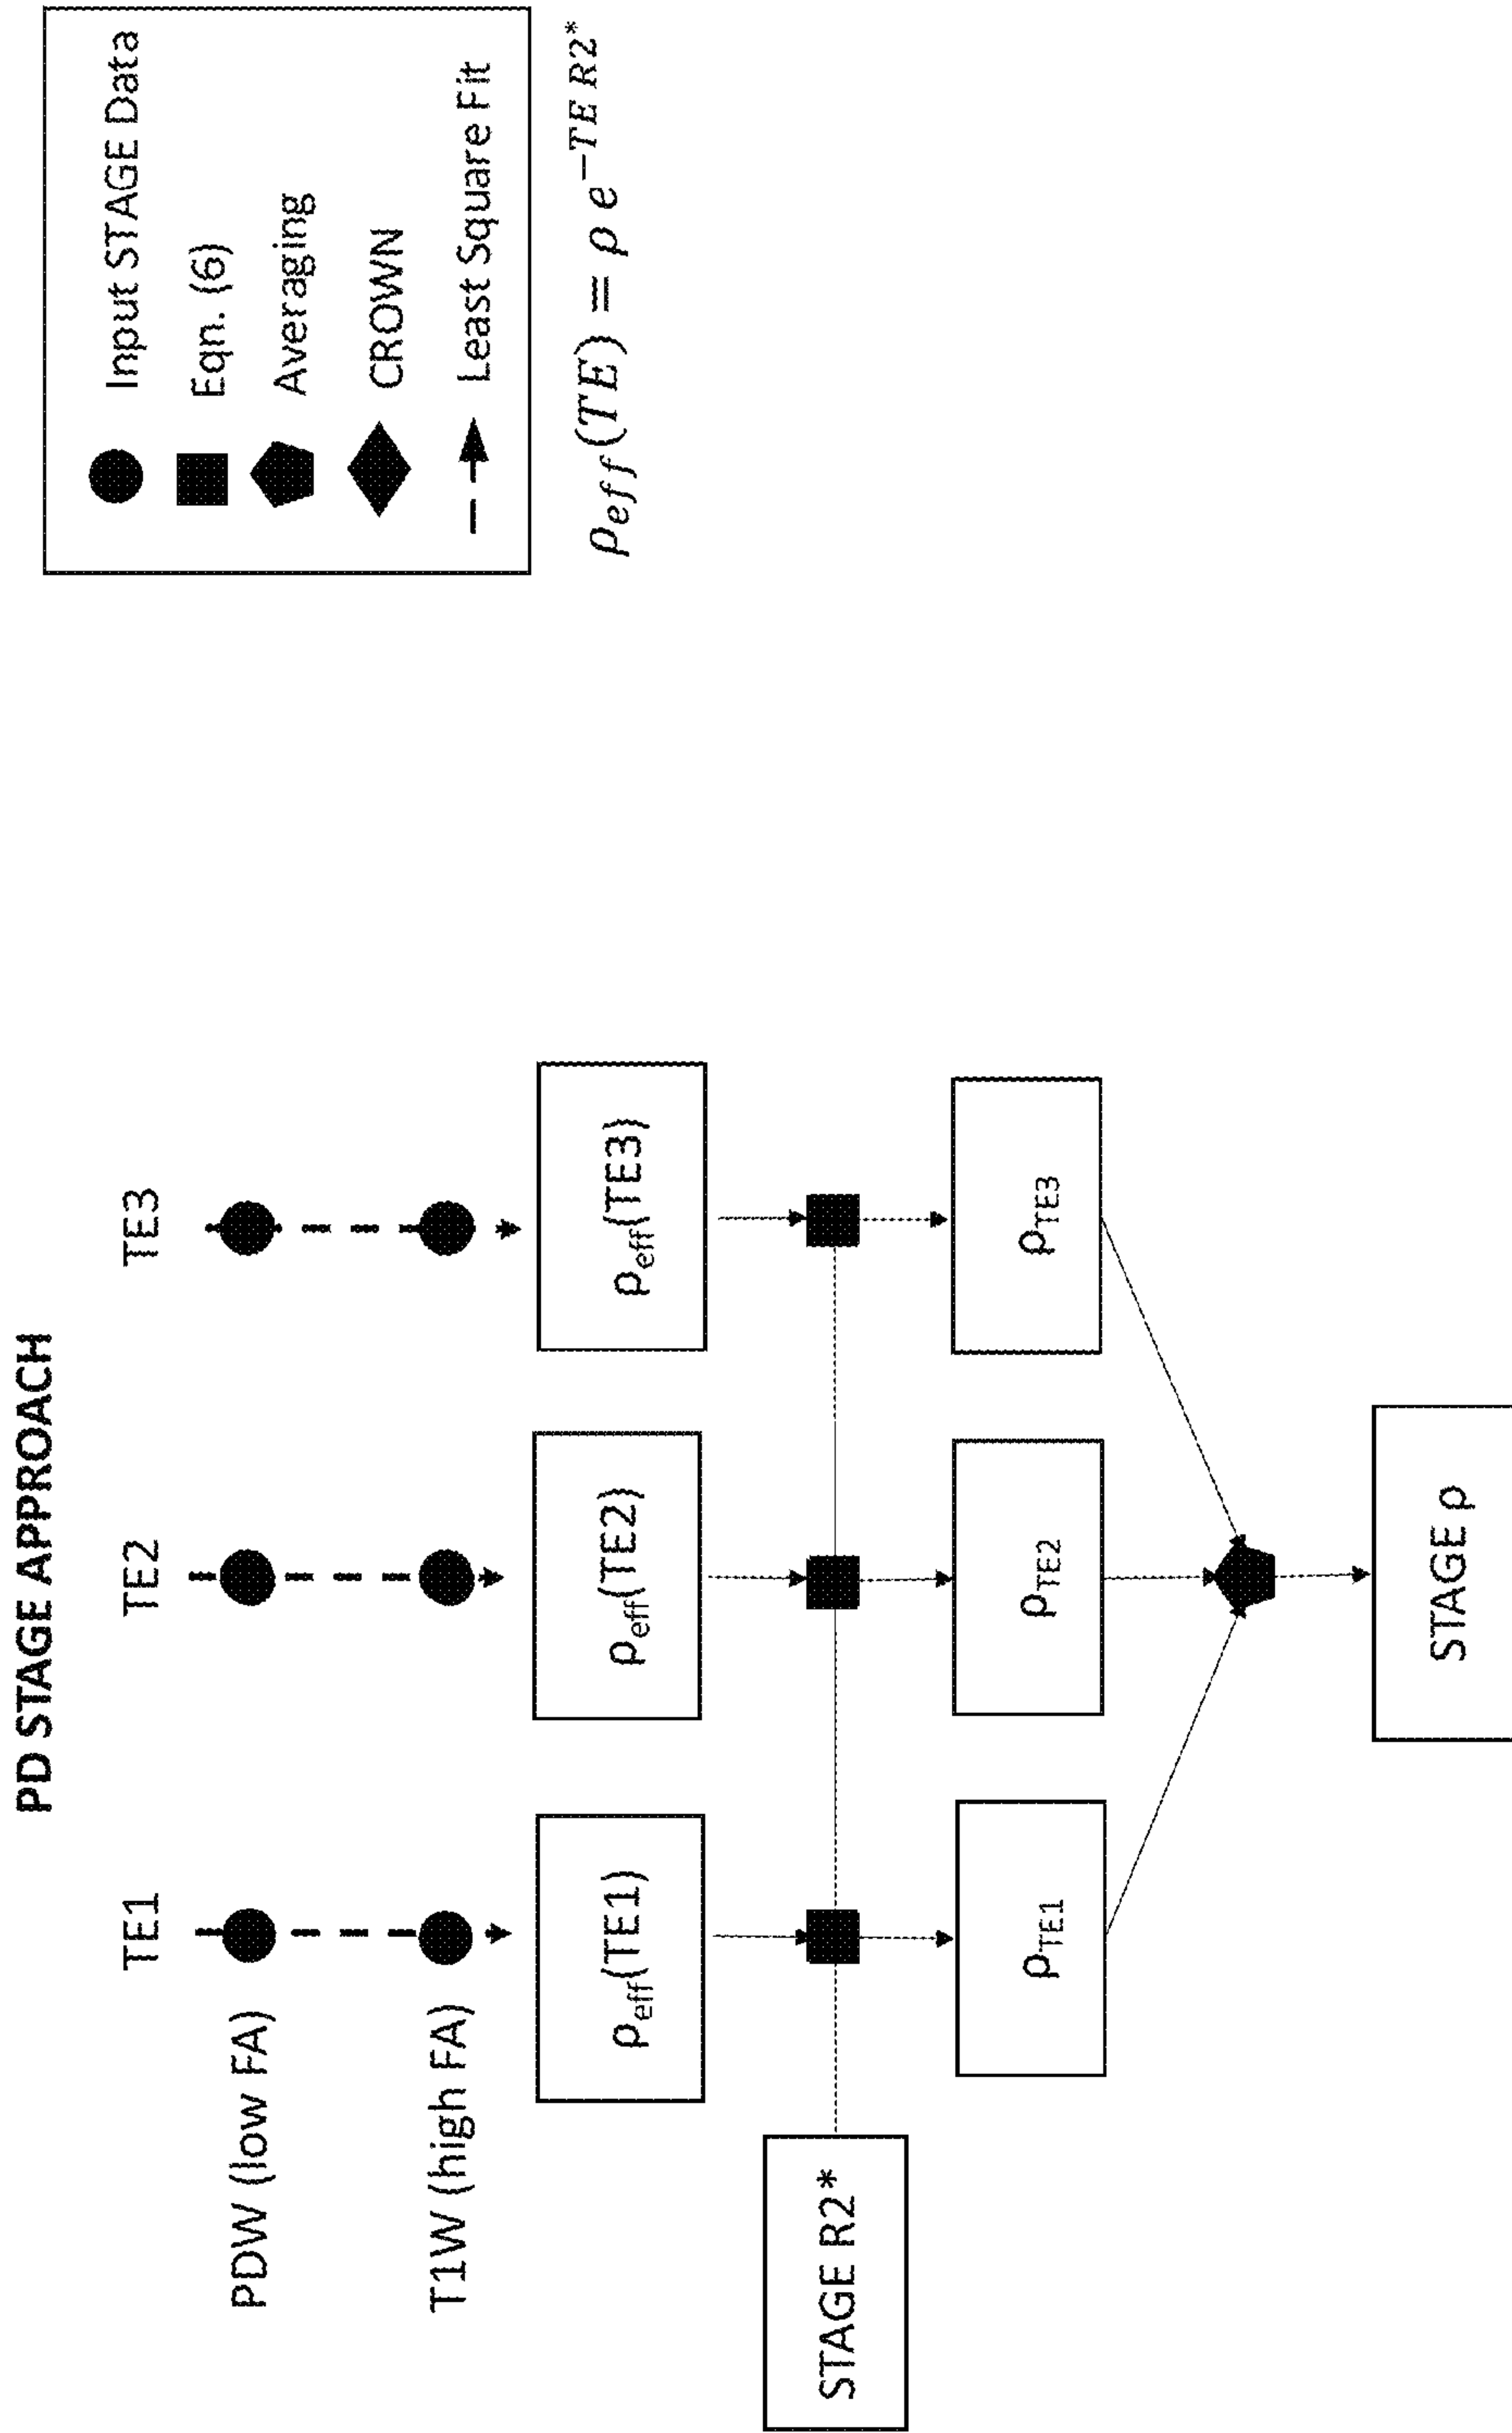 PD STAGE APPROACH
TE1
TE2
TE3
PDW (low FA)
T1W (high FA)
ρeff(TE1)
ρeff(TE2)
ρeff(TE3)
STAGE R2*
ρTE1
ρTE2
ρTE3
STAGE ρ
Input STAGE Data
Eqn. (6)
Averaging
CROWN
Least Square Fit
ρeff(TE) = ρ e^−TE R2*